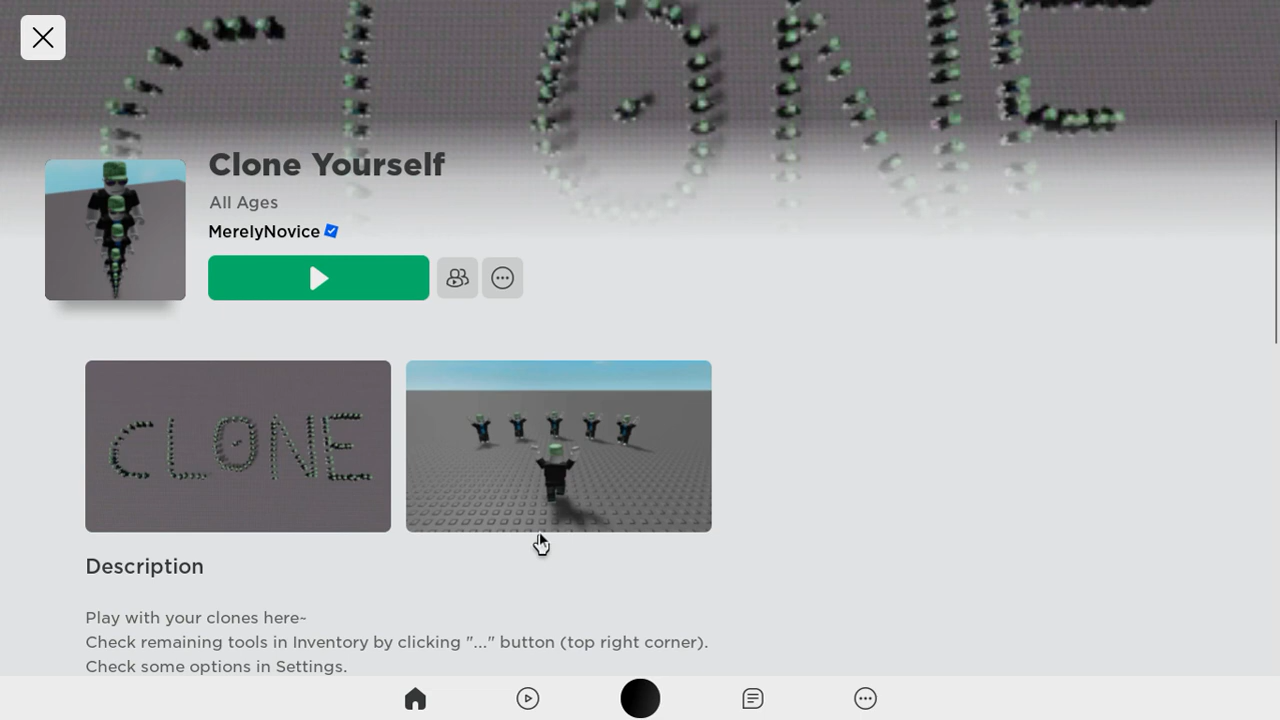 CLONE
Clone Yourself
All Ages
MerelyNovice
CLONE
Description
Play with your clones here~
Check remaining tools in Inventory by clicking "..." button (top right corner).
Check some options in Settings.